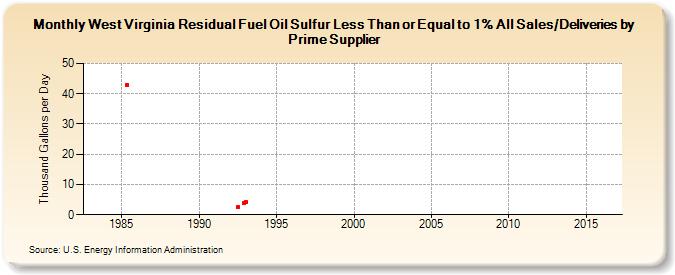 Monthly West Virginia Residual Fuel Oil Sulfur Less Than or Equal to 1% All Sales/Deliveries by
Prime Supplier
Thousand Gallons per Day
50
40
30
20
10
0
1985 1990 1995 2000 2005 2010 2015
Source: U.S. Energy Information Administration